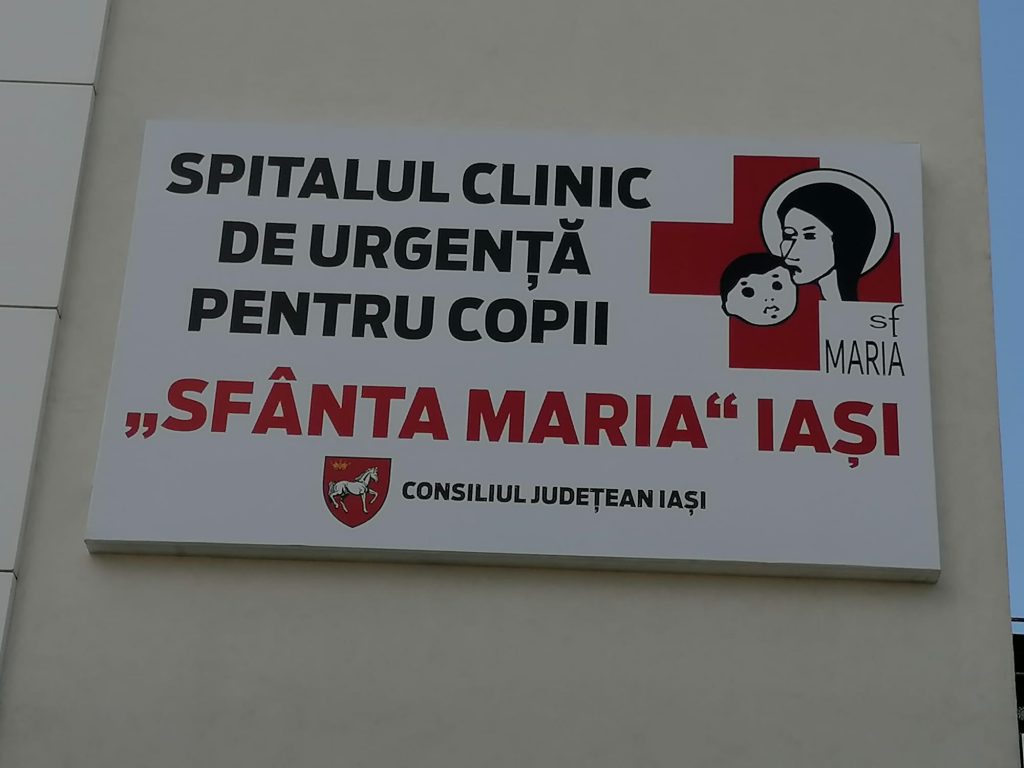 SPITALUL CLINIC
DE URGENȚĂ
PENTRU COPII
„SFÂNTA MARIA“ IAȘI
CONSILIUL JUDEȚEAN IAȘI
sf
MARIA